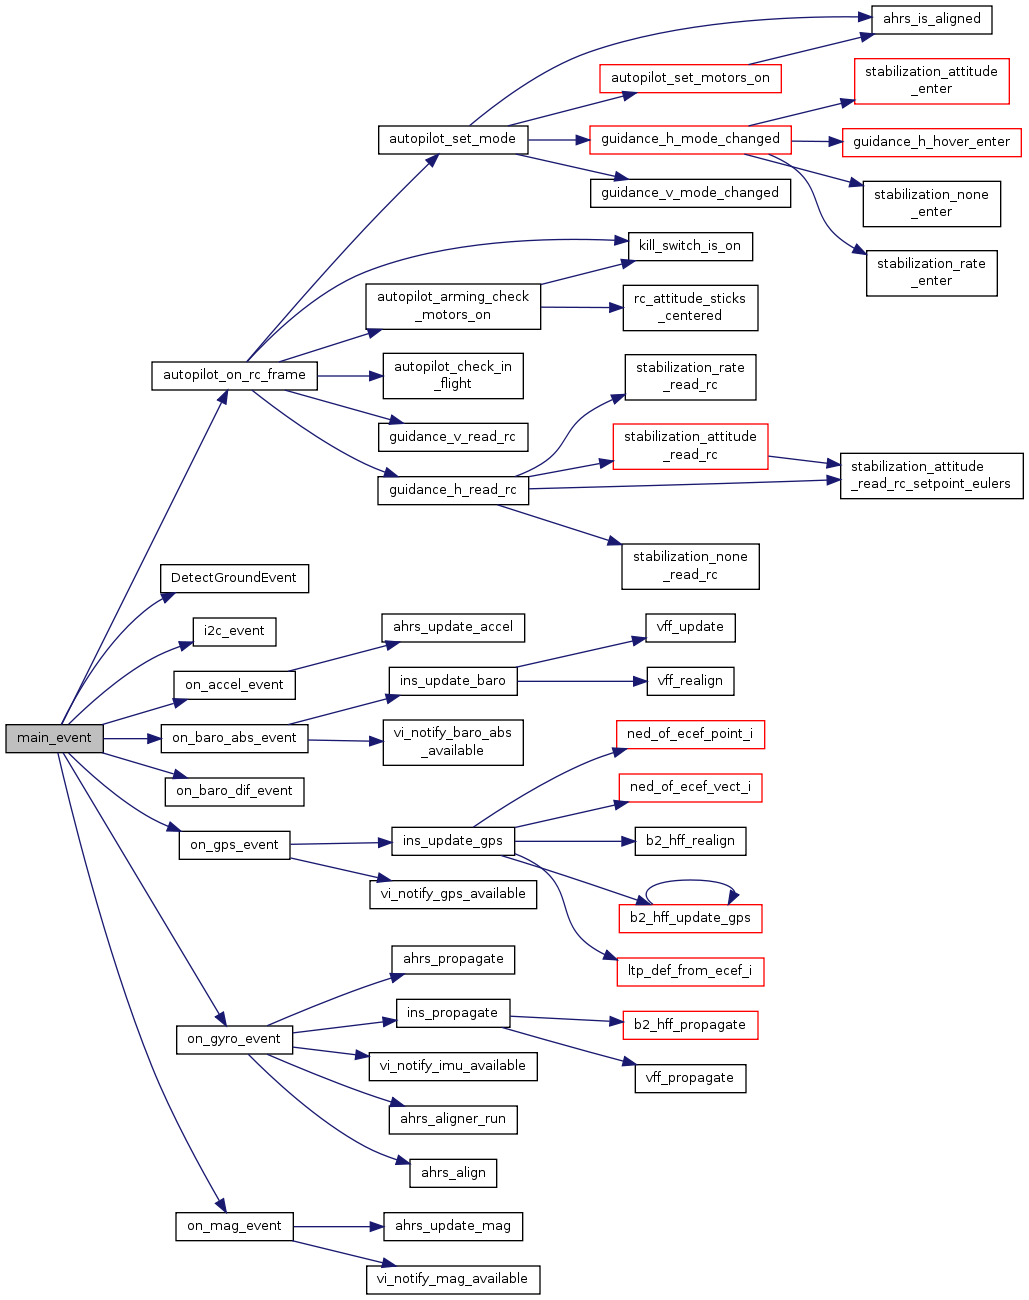 ahrs_is_aligned
autopilot_set_motors_on
stabilization_attitude
_enter
autopilot_set_mode
guidance_h_mode_changed
guidance_h_hover_enter
guidance_v_mode_changed
stabilization_none
_enter
kill_switch_is_on
stabilization_rate
_enter
autopilot_arming_check
_motors_on
rc_attitude_sticks
_centered
autopilot_on_rc_frame
autopilot_check_in
_flight
stabilization_rate
_read_rc
guidance_v_read_rc
stabilization_attitude
_read_rc
stabilization_attitude
_read_rc_setpoint_eulers
guidance_h_read_rc
stabilization_none
_read_rc
DetectGroundEvent
i2c_event
ahrs_update_accel
vff_update
on_accel_event
ins_update_baro
vff_realign
main_event
on_baro_abs_event
vi_notify_baro_abs
_available
ned_of_ecef_point_i
on_baro_dif_event
ned_of_ecef_vect_i
on_gps_event
ins_update_gps
b2_hff_realign
vi_notify_gps_available
b2_hff_update_gps
ahrs_propagate
ltp_def_from_ecef_i
on_gyro_event
ins_propagate
b2_hff_propagate
vi_notify_imu_available
vff_propagate
ahrs_aligner_run
ahrs_align
on_mag_event
ahrs_update_mag
vi_notify_mag_available